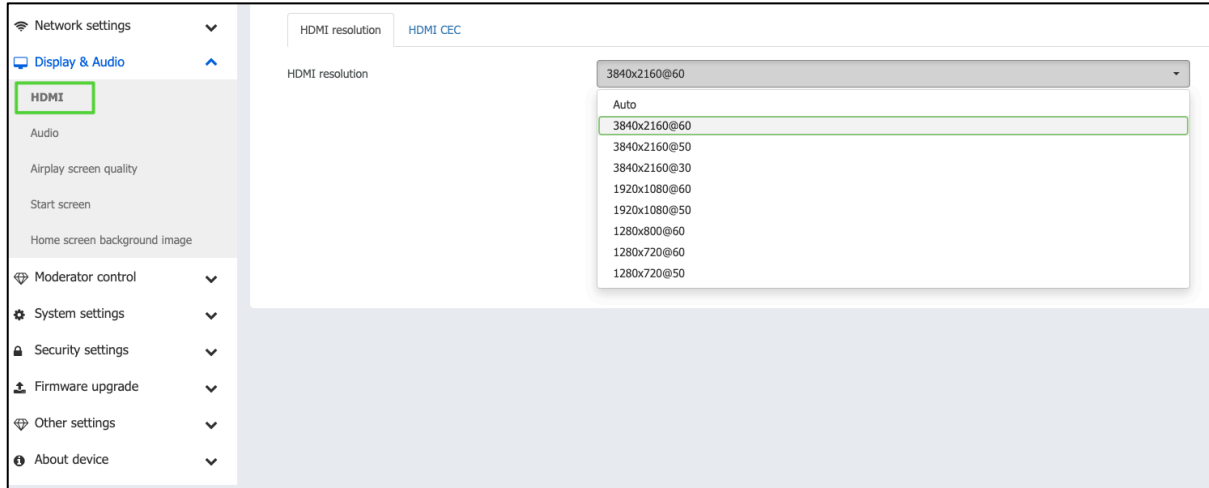 Network settings
Display & Audio
HDMI
Audio
Airplay screen quality
Start screen
Home screen background image
Moderator control
System settings
Security settings
Firmware upgrade
Other settings
About device
HDMI resolution
HDMI CEC
HDMI resolution
3840x2160@60
Auto
3840x2160@60
3840x2160@50
3840x2160@30
1920x1080@60
1920x1080@50
1280x800@60
1280x720@60
1280x720@50